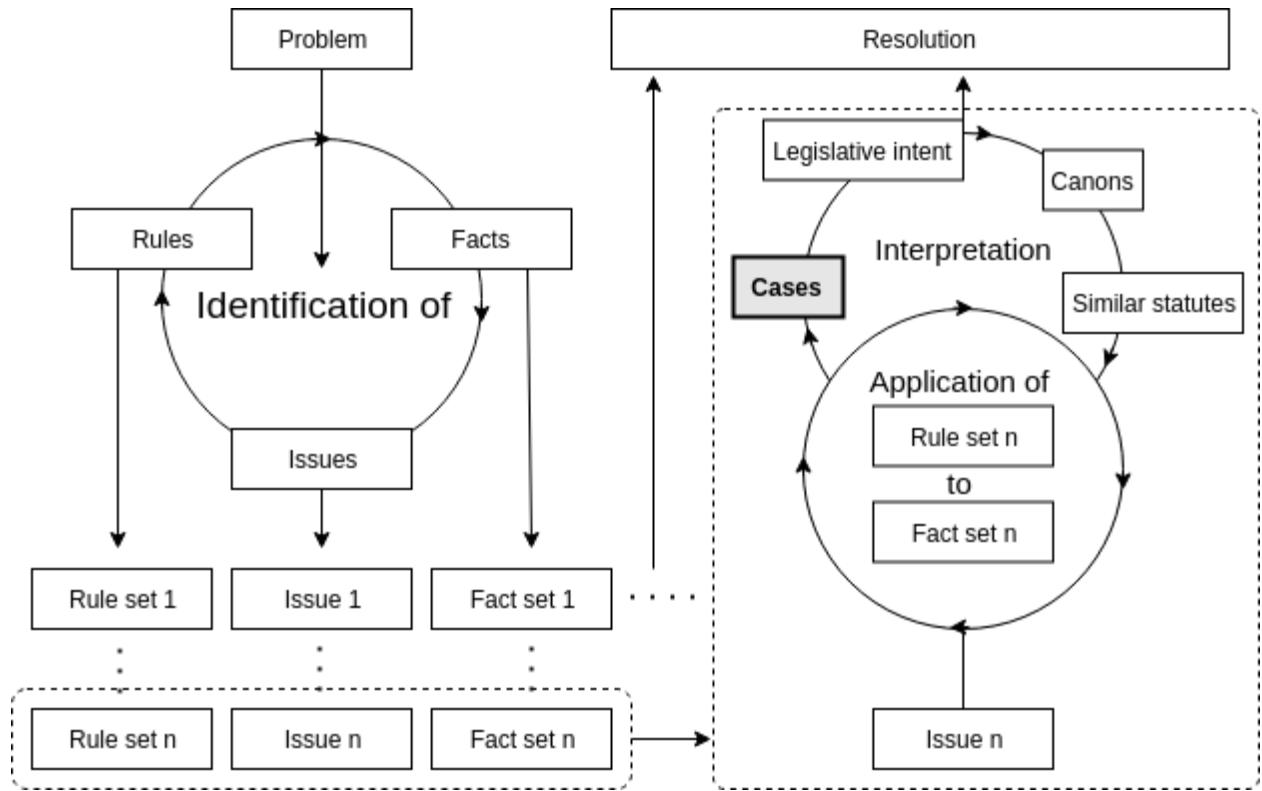 Problem
Resolution
Rules
Facts
Identification of
Issues
Rule set 1
Issue 1
Fact set 1
Rule set n
Issue n
Fact set n
Legislative intent
Canons
Interpretation
Cases
Similar statutes
Application of
Rule set n
to
Fact set n
Issue n